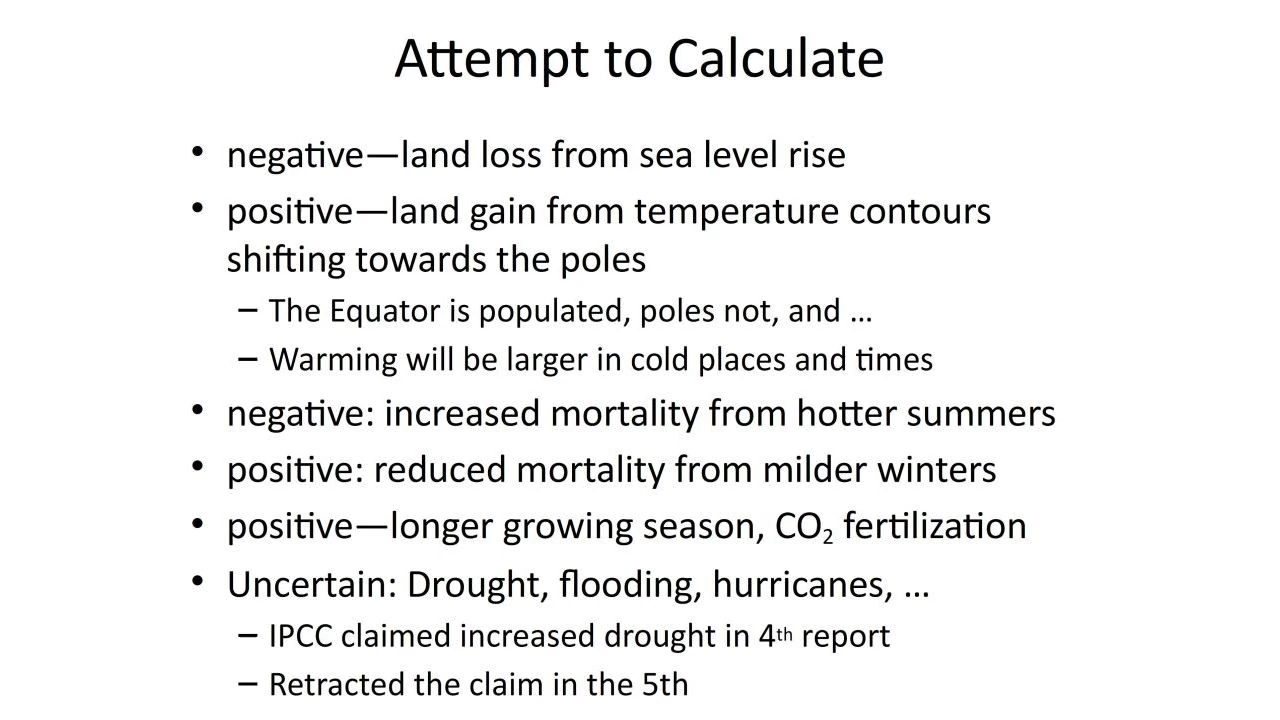 Attempt to Calculate
• negative—land loss from sea level rise
• positive—land gain from temperature contours
shifting towards the poles
– The Equator is populated, poles not, and …
– Warming will be larger in cold places and times
• negative: increased mortality from hotter summers
• positive: reduced mortality from milder winters
• positive—longer growing season, CO₂ fertilization
• Uncertain: Drought, flooding, hurricanes, …
– IPCC claimed increased drought in 4th report
– Retracted the claim in the 5th